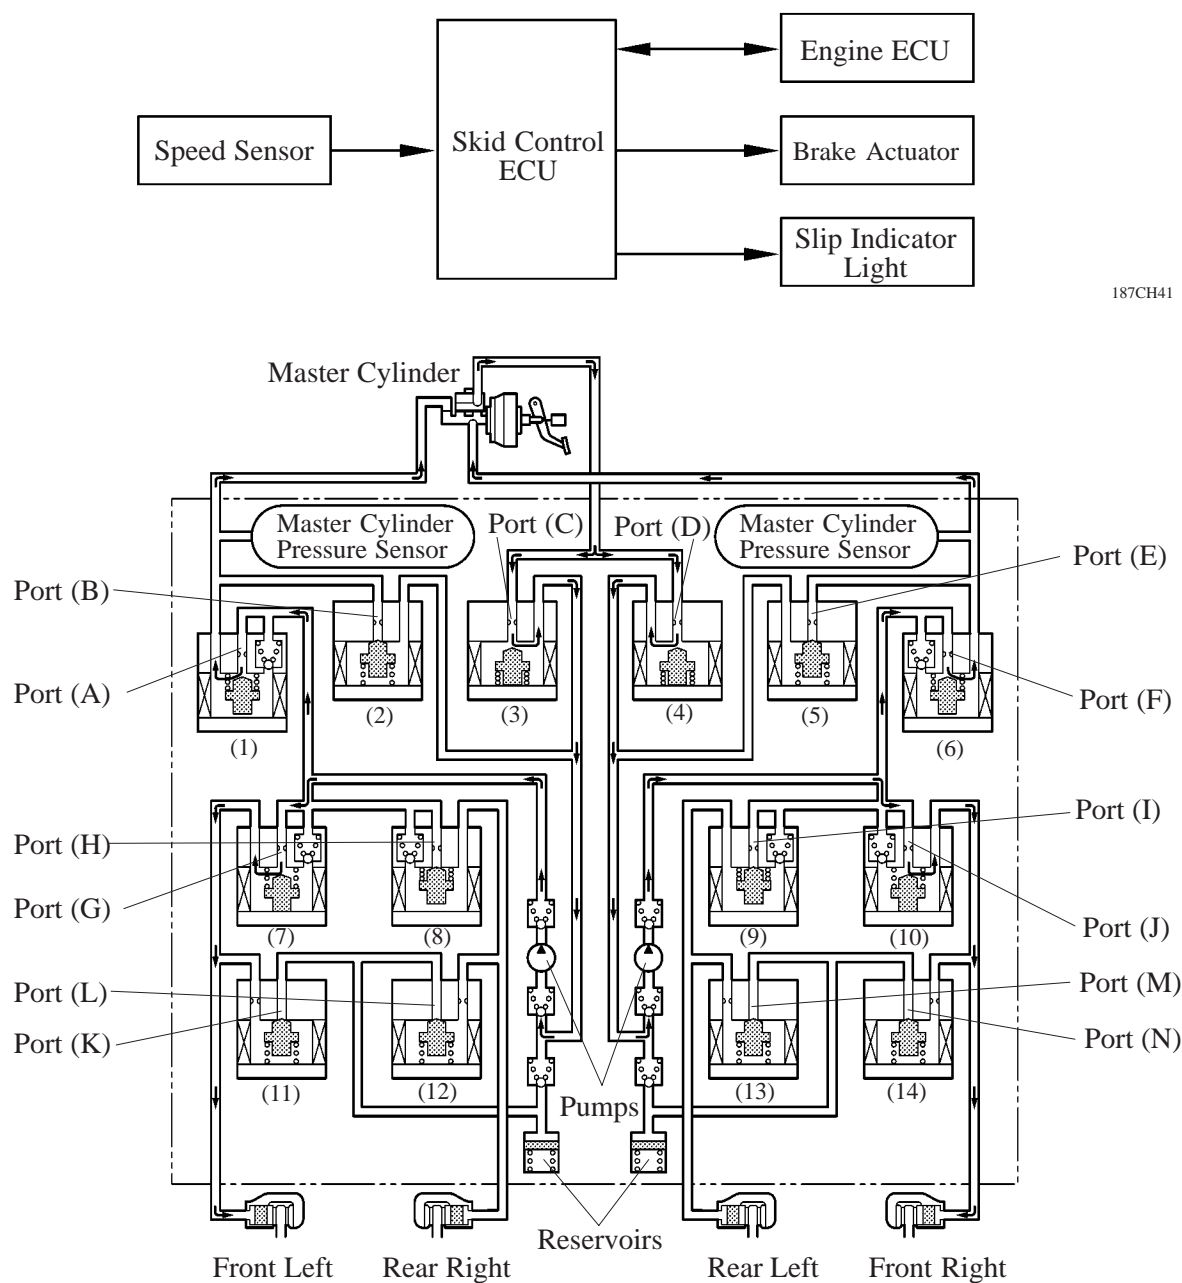 Engine ECU
Speed Sensor
Skid Control
ECU
Brake Actuator
Slip Indicator
Light
187CH41
Master Cylinder
Master Cylinder
Pressure Sensor
Port (C)
Port (D)
Master Cylinder
Pressure Sensor
Port (B)
Port (E)
Port (A)
Port (F)
(1)
(2)
(3)
(4)
(5)
(6)
Port (H)
Port (I)
Port (G)
Port (J)
(7)
(8)
(9)
(10)
Port (L)
Port (M)
Port (K)
Port (N)
(11)
(12)
(13)
(14)
Pumps
Reservoirs
Front Left
Rear Right
Rear Left
Front Right